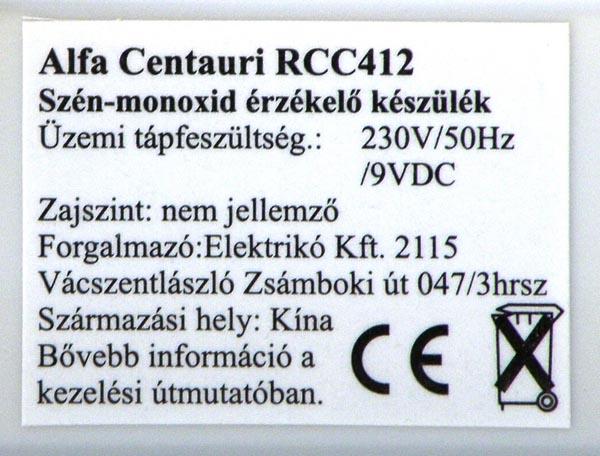 Alfa Centauri RCC412
Szén-monoxid érzékelő készülék
Üzemi tápfeszültség.: 230V/50Hz
/9VDC
Zajszint: nem jellemző
Forgalmazó:Elektrikó Kft. 2115
Vácszentlászló Zsámboki út 047/3hrsz
Származási hely: Kína
Bővebb információ a
kezelési útmutatóban.
CE